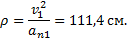 ρ = v₁² / aₙ₁ = 111,4 см.